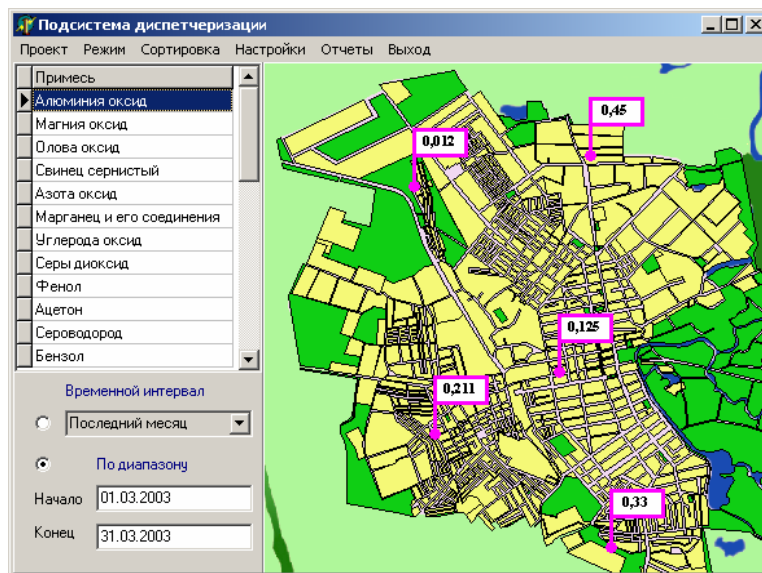 Подсистема диспетчеризации
Проект Режим Сортировка Настройки Отчеты Выход
Примесь
Алюминия оксид
Магния оксид
Олова оксид
Свинец сернистый
Азота оксид
Марганец и его соединения
Углерода оксид
Серы диоксид
Фенол
Ацетон
Сероводород
Бензол
Временной интервал
Последний месяц
По диапазону
Начало 01.03.2003
Конец 31.03.2003
0,45
0,012
0,125
0,211
0,33